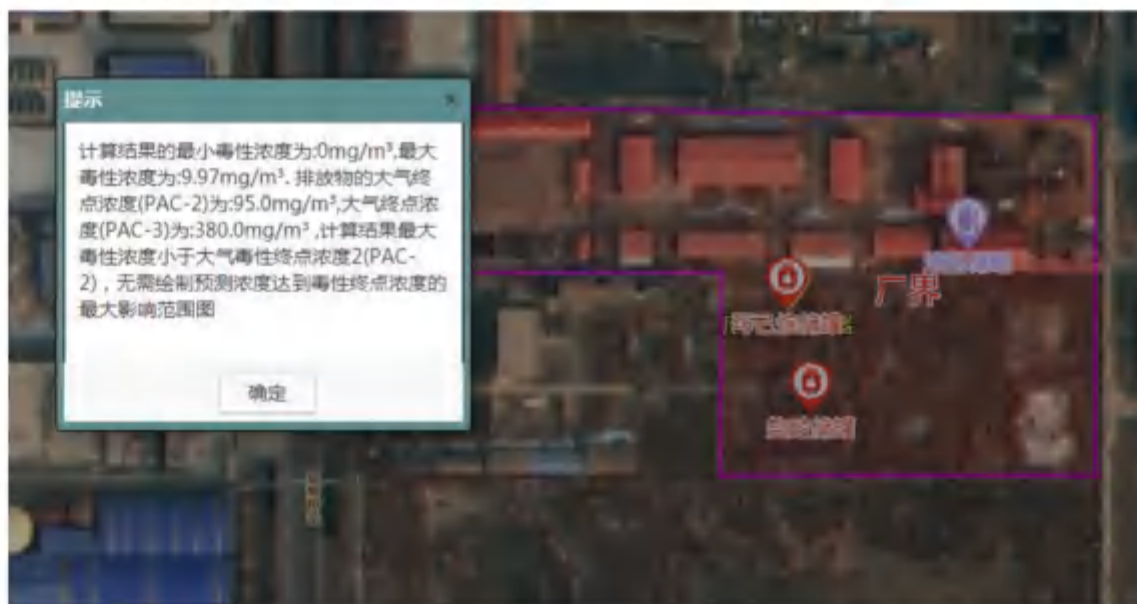 提示
计算结果的最小毒性浓度为:0mg/m³,最大
毒性浓度为:9.97mg/m³. 排放物的大气终
点浓度(PAC-2)为:95.0mg/m³,大气终点浓
度(PAC-3)为:380.0mg/m³ ,计算结果最大
毒性浓度小于大气毒性终点浓度2(PAC-
2)，无需绘制预测浓度达到毒性终点浓度的
最大影响范围图
确定
厂界